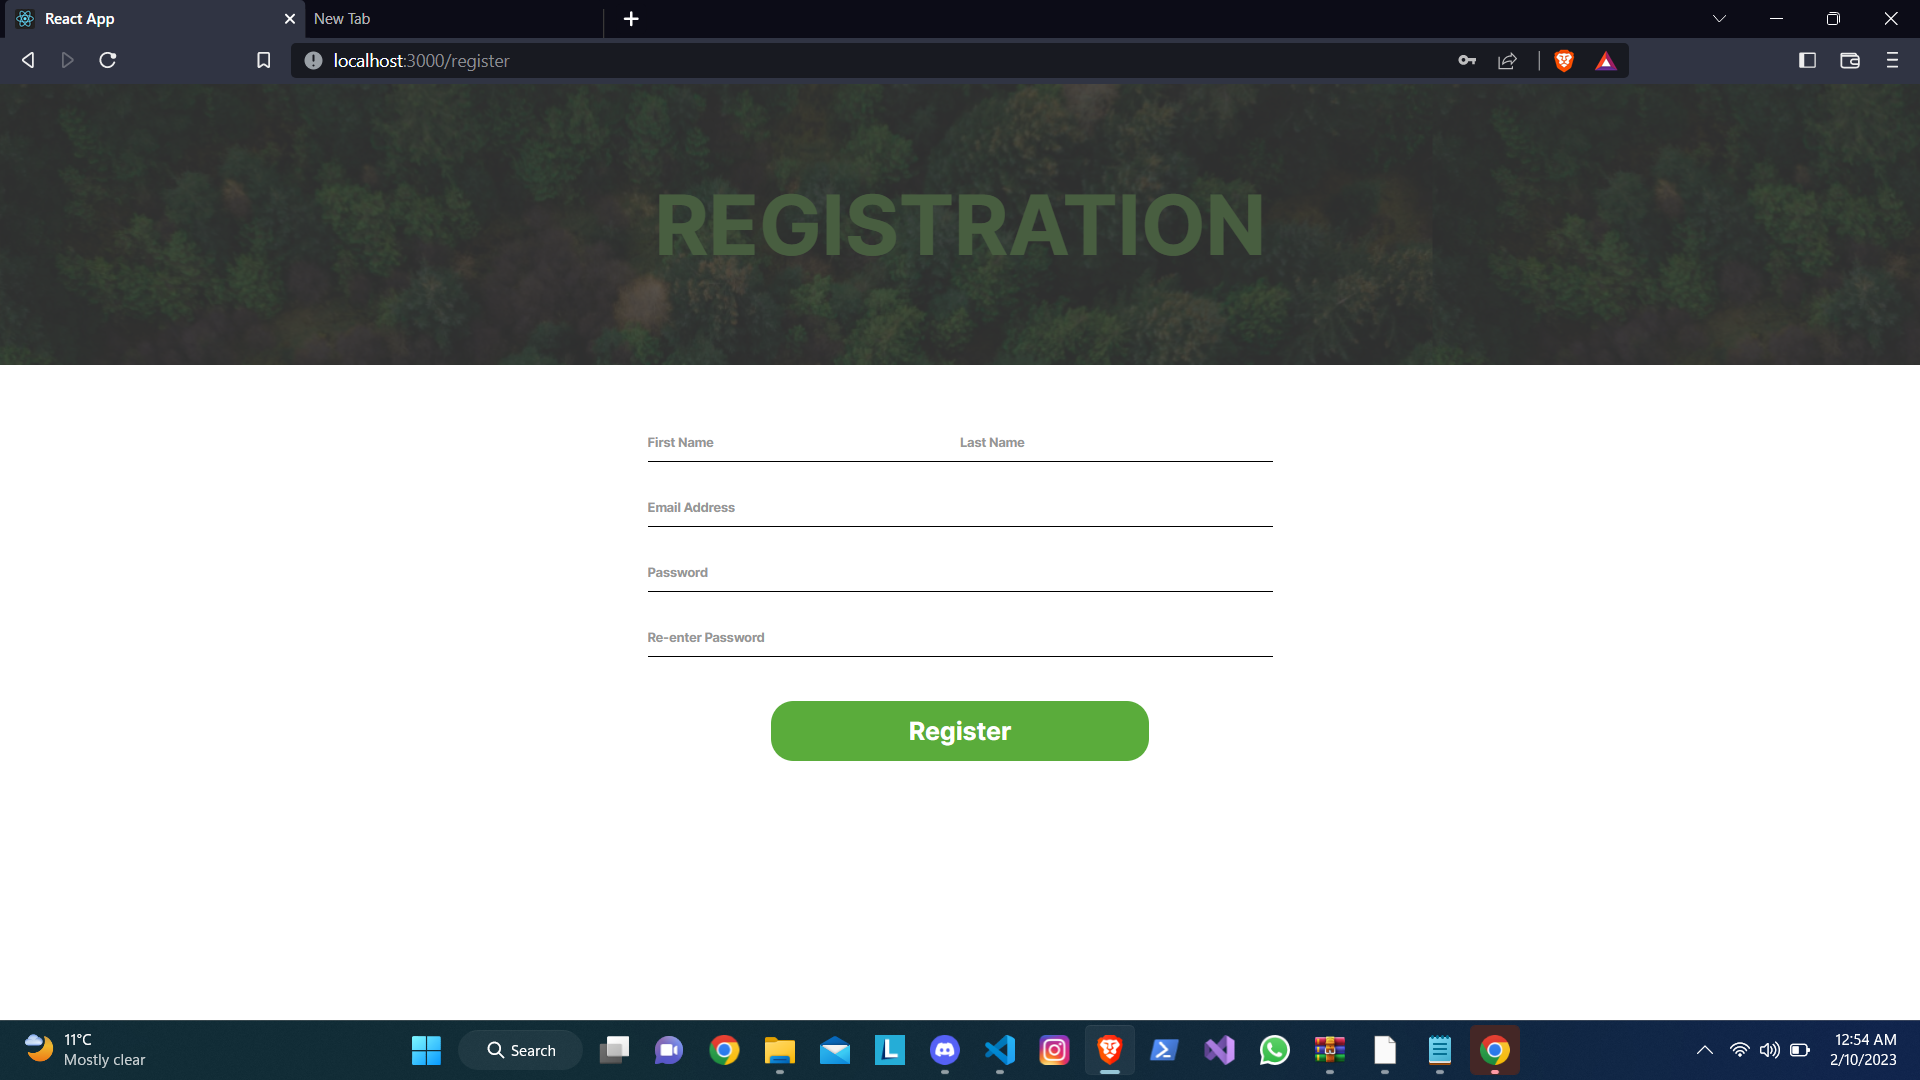 React App
New Tab
localhost:3000/register
REGISTRATION
First Name
Last Name
Email Address
Password
Re-enter Password
Register
11°C
Mostly clear
Search
L
12:54 AM
2/10/2023